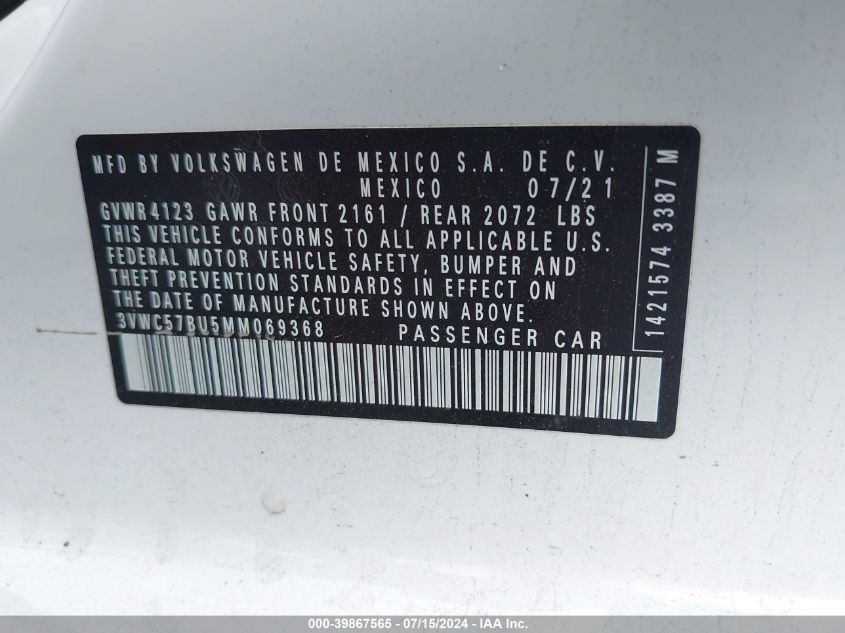 MFD BY VOLKSWAGEN DE MEXICO S.A. DE C.V.
MEXICO 07/21
GVWR 4123 GAWR FRONT 2161 / REAR 2072 LBS
THIS VEHICLE CONFORMS TO ALL APPLICABLE U.S.
FEDERAL MOTOR VEHICLE SAFETY, BUMPER AND
THEFT PREVENTION STANDARDS IN EFFECT ON
THE DATE OF MANUFACTURE SHOWN ABOVE.
3VWC57BU5MM069368 PASSENGER CAR
1421574 3387 M
000-39867565 - 07/15/2024 - IAA Inc.